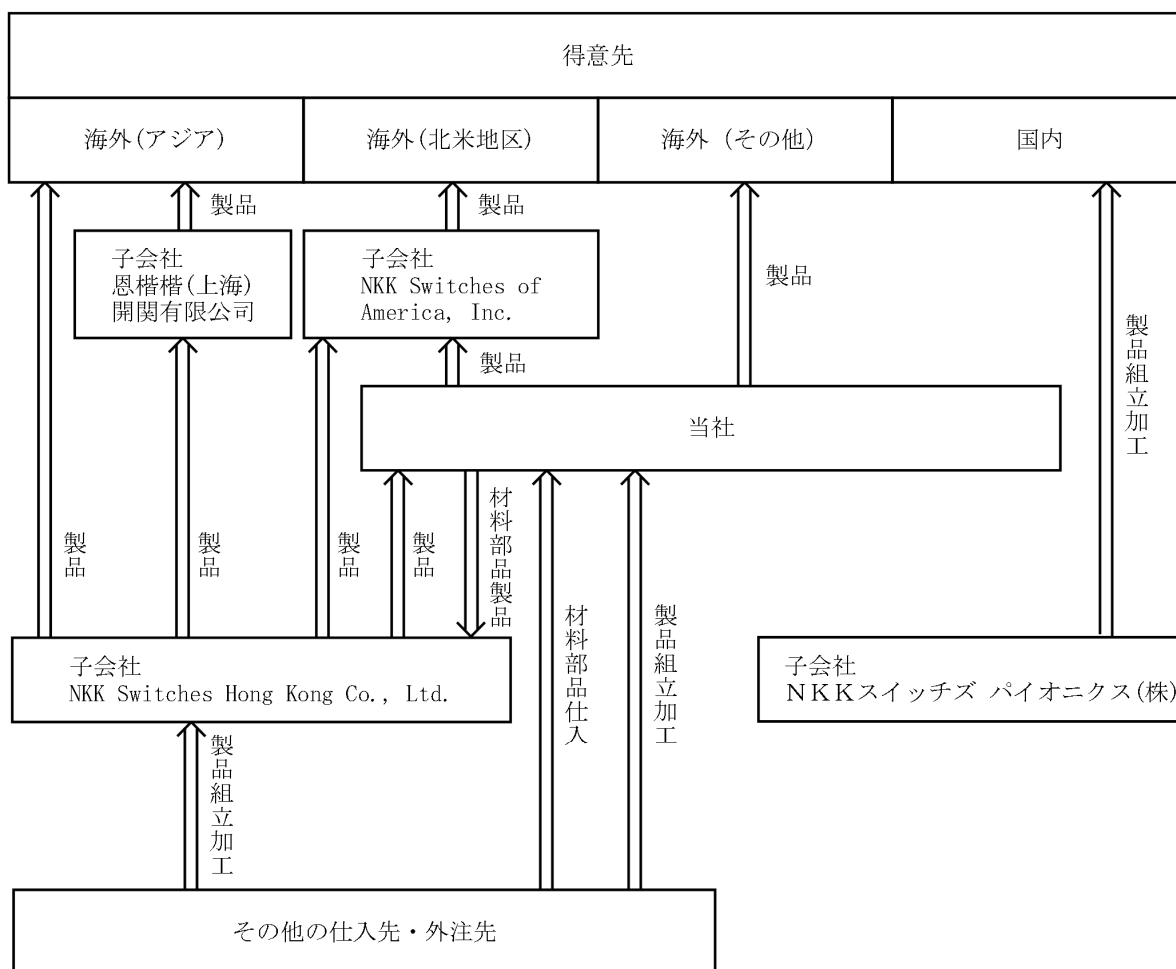 得意先
海外(アジア)
海外(北米地区)
海外 (その他)
国内
製品
製品
子会社
恩楷楷(上海)
開関有限公司
子会社
NKK Switches of
America, Inc.
製品
製品組立加工
製品
当社
製品
製品
製品
製品
材料部品製品
材料部品仕入
製品組立加工
子会社
NKK Switches Hong Kong Co., Ltd.
子会社
NKKスイッチズ パイオニクス(株)
製品組立加工
その他の仕入先・外注先